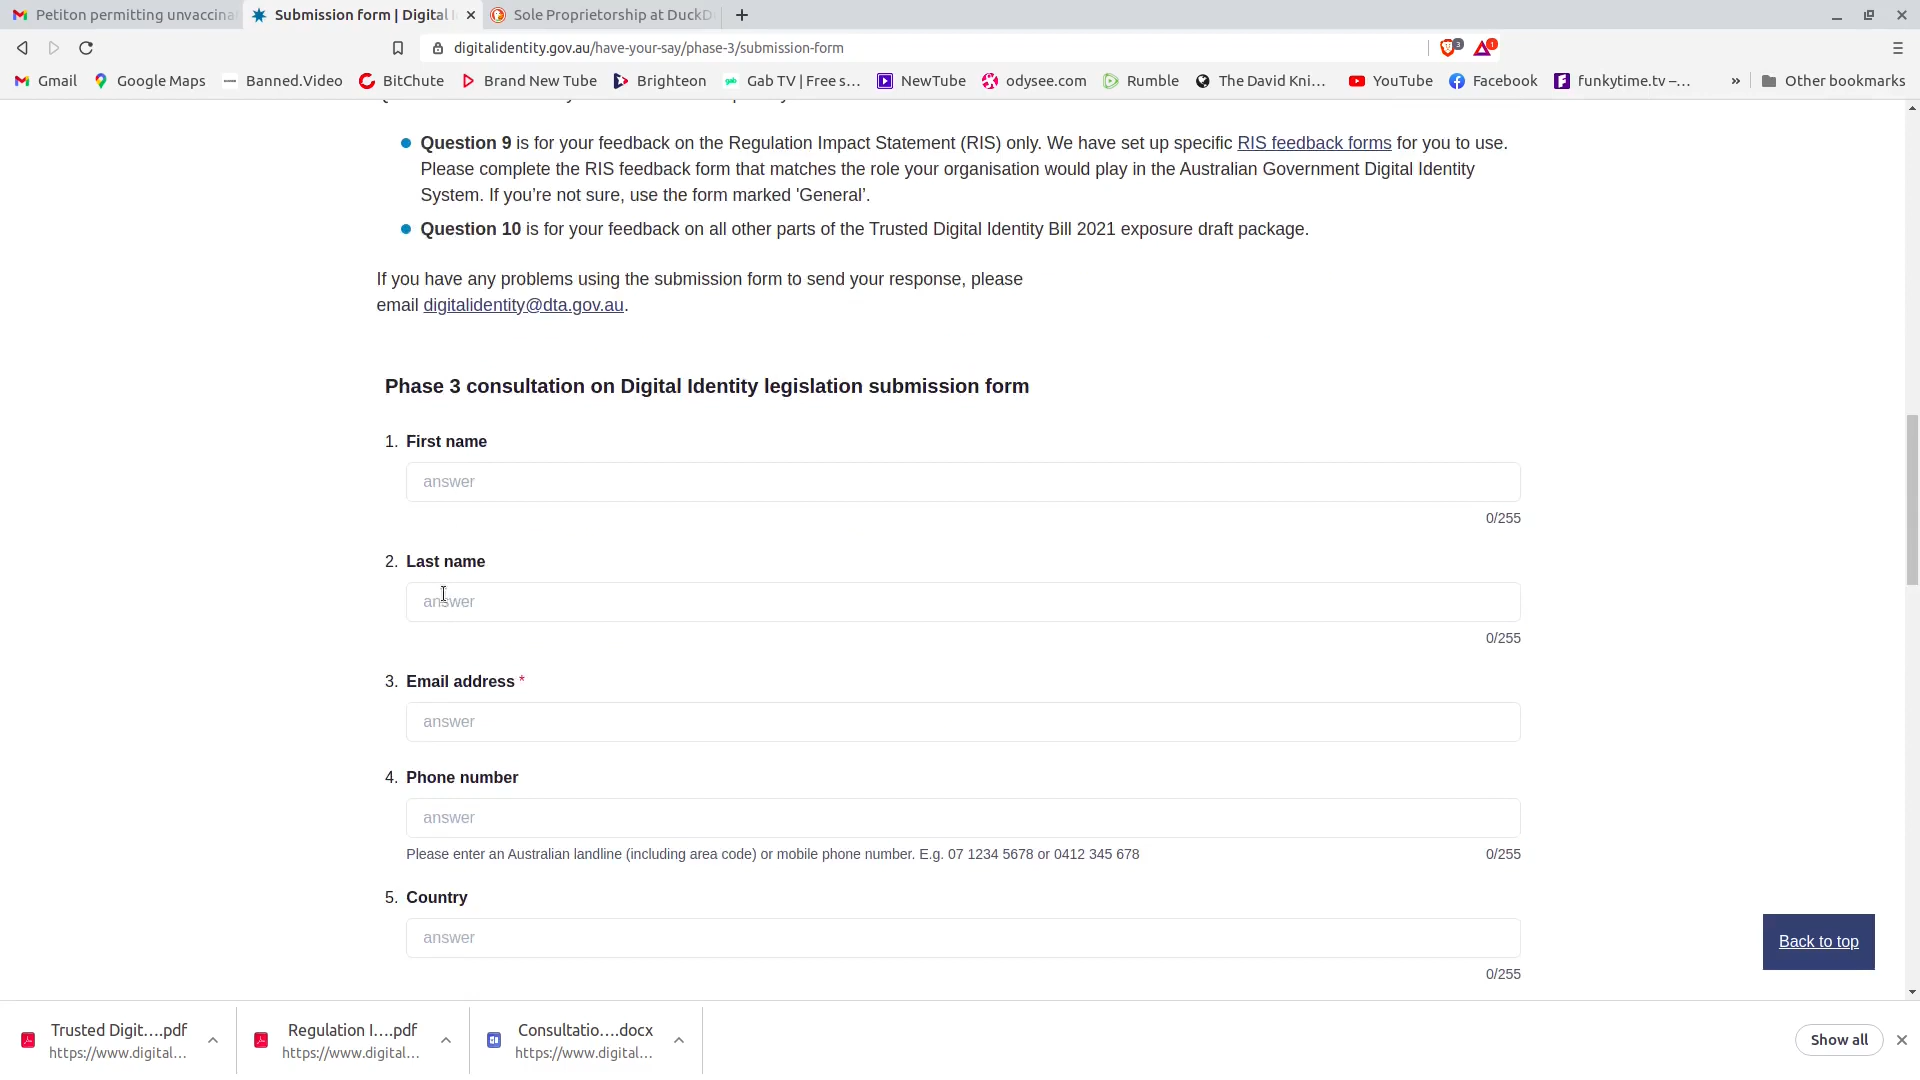 Petiton permitting unvaccina
Submission form | Digital I
Sole Proprietorship at DuckD
digitalidentity.gov.au/have-your-say/phase-3/submission-form
3
1
Gmail
Google Maps
Banned.Video
BitChute
Brand New Tube
Brighteon
Gab TV | Free s…
NewTube
odysee.com
Rumble
The David Kni…
YouTube
Facebook
funkytime.tv –…
»
Other bookmarks
Question 9 is for your feedback on the Regulation Impact Statement (RIS) only. We have set up specific RIS feedback forms for you to use.
Please complete the RIS feedback form that matches the role your organisation would play in the Australian Government Digital Identity
System. If you’re not sure, use the form marked 'General’.
Question 10 is for your feedback on all other parts of the Trusted Digital Identity Bill 2021 exposure draft package.
If you have any problems using the submission form to send your response, please
email digitalidentity@dta.gov.au.
Phase 3 consultation on Digital Identity legislation submission form
1. First name
answer
0/255
2. Last name
answer
0/255
3. Email address *
answer
4. Phone number
answer
Please enter an Australian landline (including area code) or mobile phone number. E.g. 07 1234 5678 or 0412 345 678
0/255
5. Country
answer
0/255
Back to top
Trusted Digit….pdf
https://www.digital…
Regulation I….pdf
https://www.digital…
Consultatio….docx
https://www.digital…
Show all